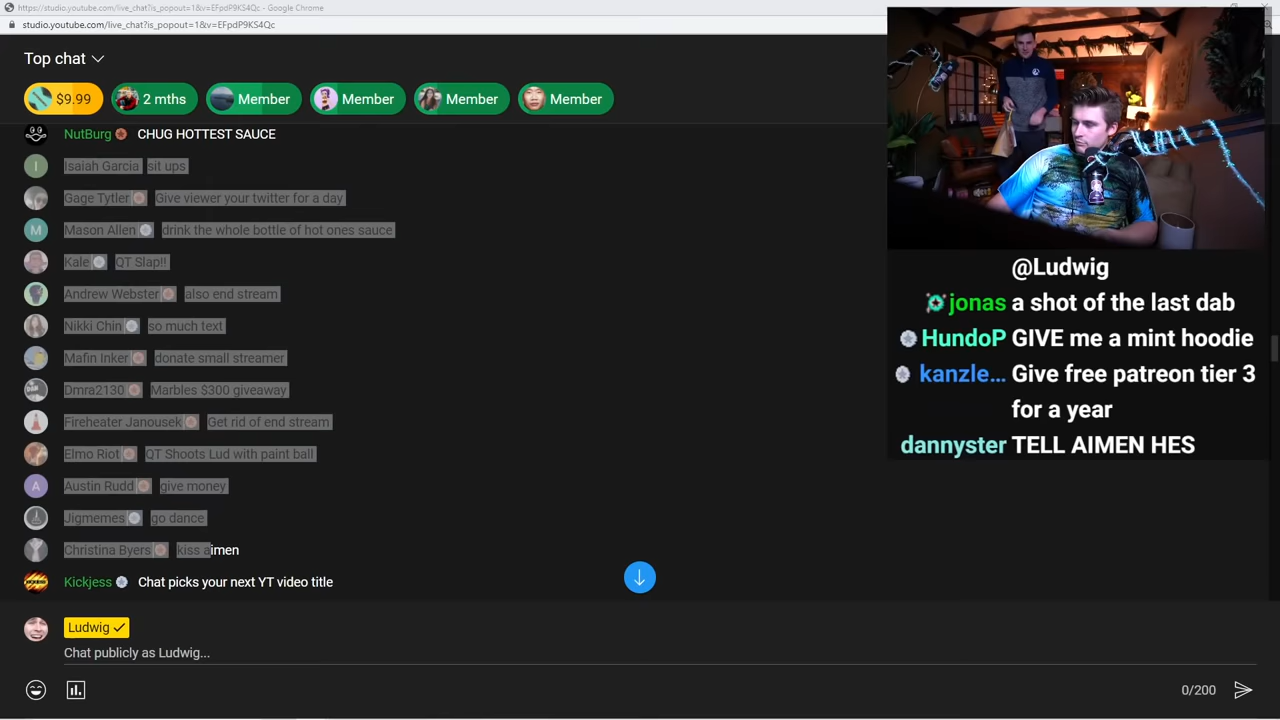 https://studio.youtube.com/live_chat?is_popout=1&v=EFpdP9KS4Qc - Google Chrome
studio.youtube.com/live_chat?is_popout=1&v=EFpdP9KS4Qc
Top chat
$9.99 2 mths Member Member Member Member
NutBurg CHUG HOTTEST SAUCE
I Isaiah Garcia sit ups
Gage Tytler Give viewer your twitter for a day
M Mason Allen drink the whole bottle of hot ones sauce
Kale QT Slap!!
Andrew Webster also end stream
Nikki Chin so much text
Mafin Inker donate small streamer
Dmra2130 Marbles $300 giveaway
Fireheater Janousek Get rid of end stream
Elmo Riot QT Shoots Lud with paint ball
A Austin Rudd give money
Jigmemes go dance
Christina Byers kiss aimen
Kickjess Chat picks your next YT video title
Ludwig
Chat publicly as Ludwig...
0/200
@Ludwig
jonas a shot of the last dab
HundoP GIVE me a mint hoodie
kanzle... Give free patreon tier 3
for a year
dannyster TELL AIMEN HES